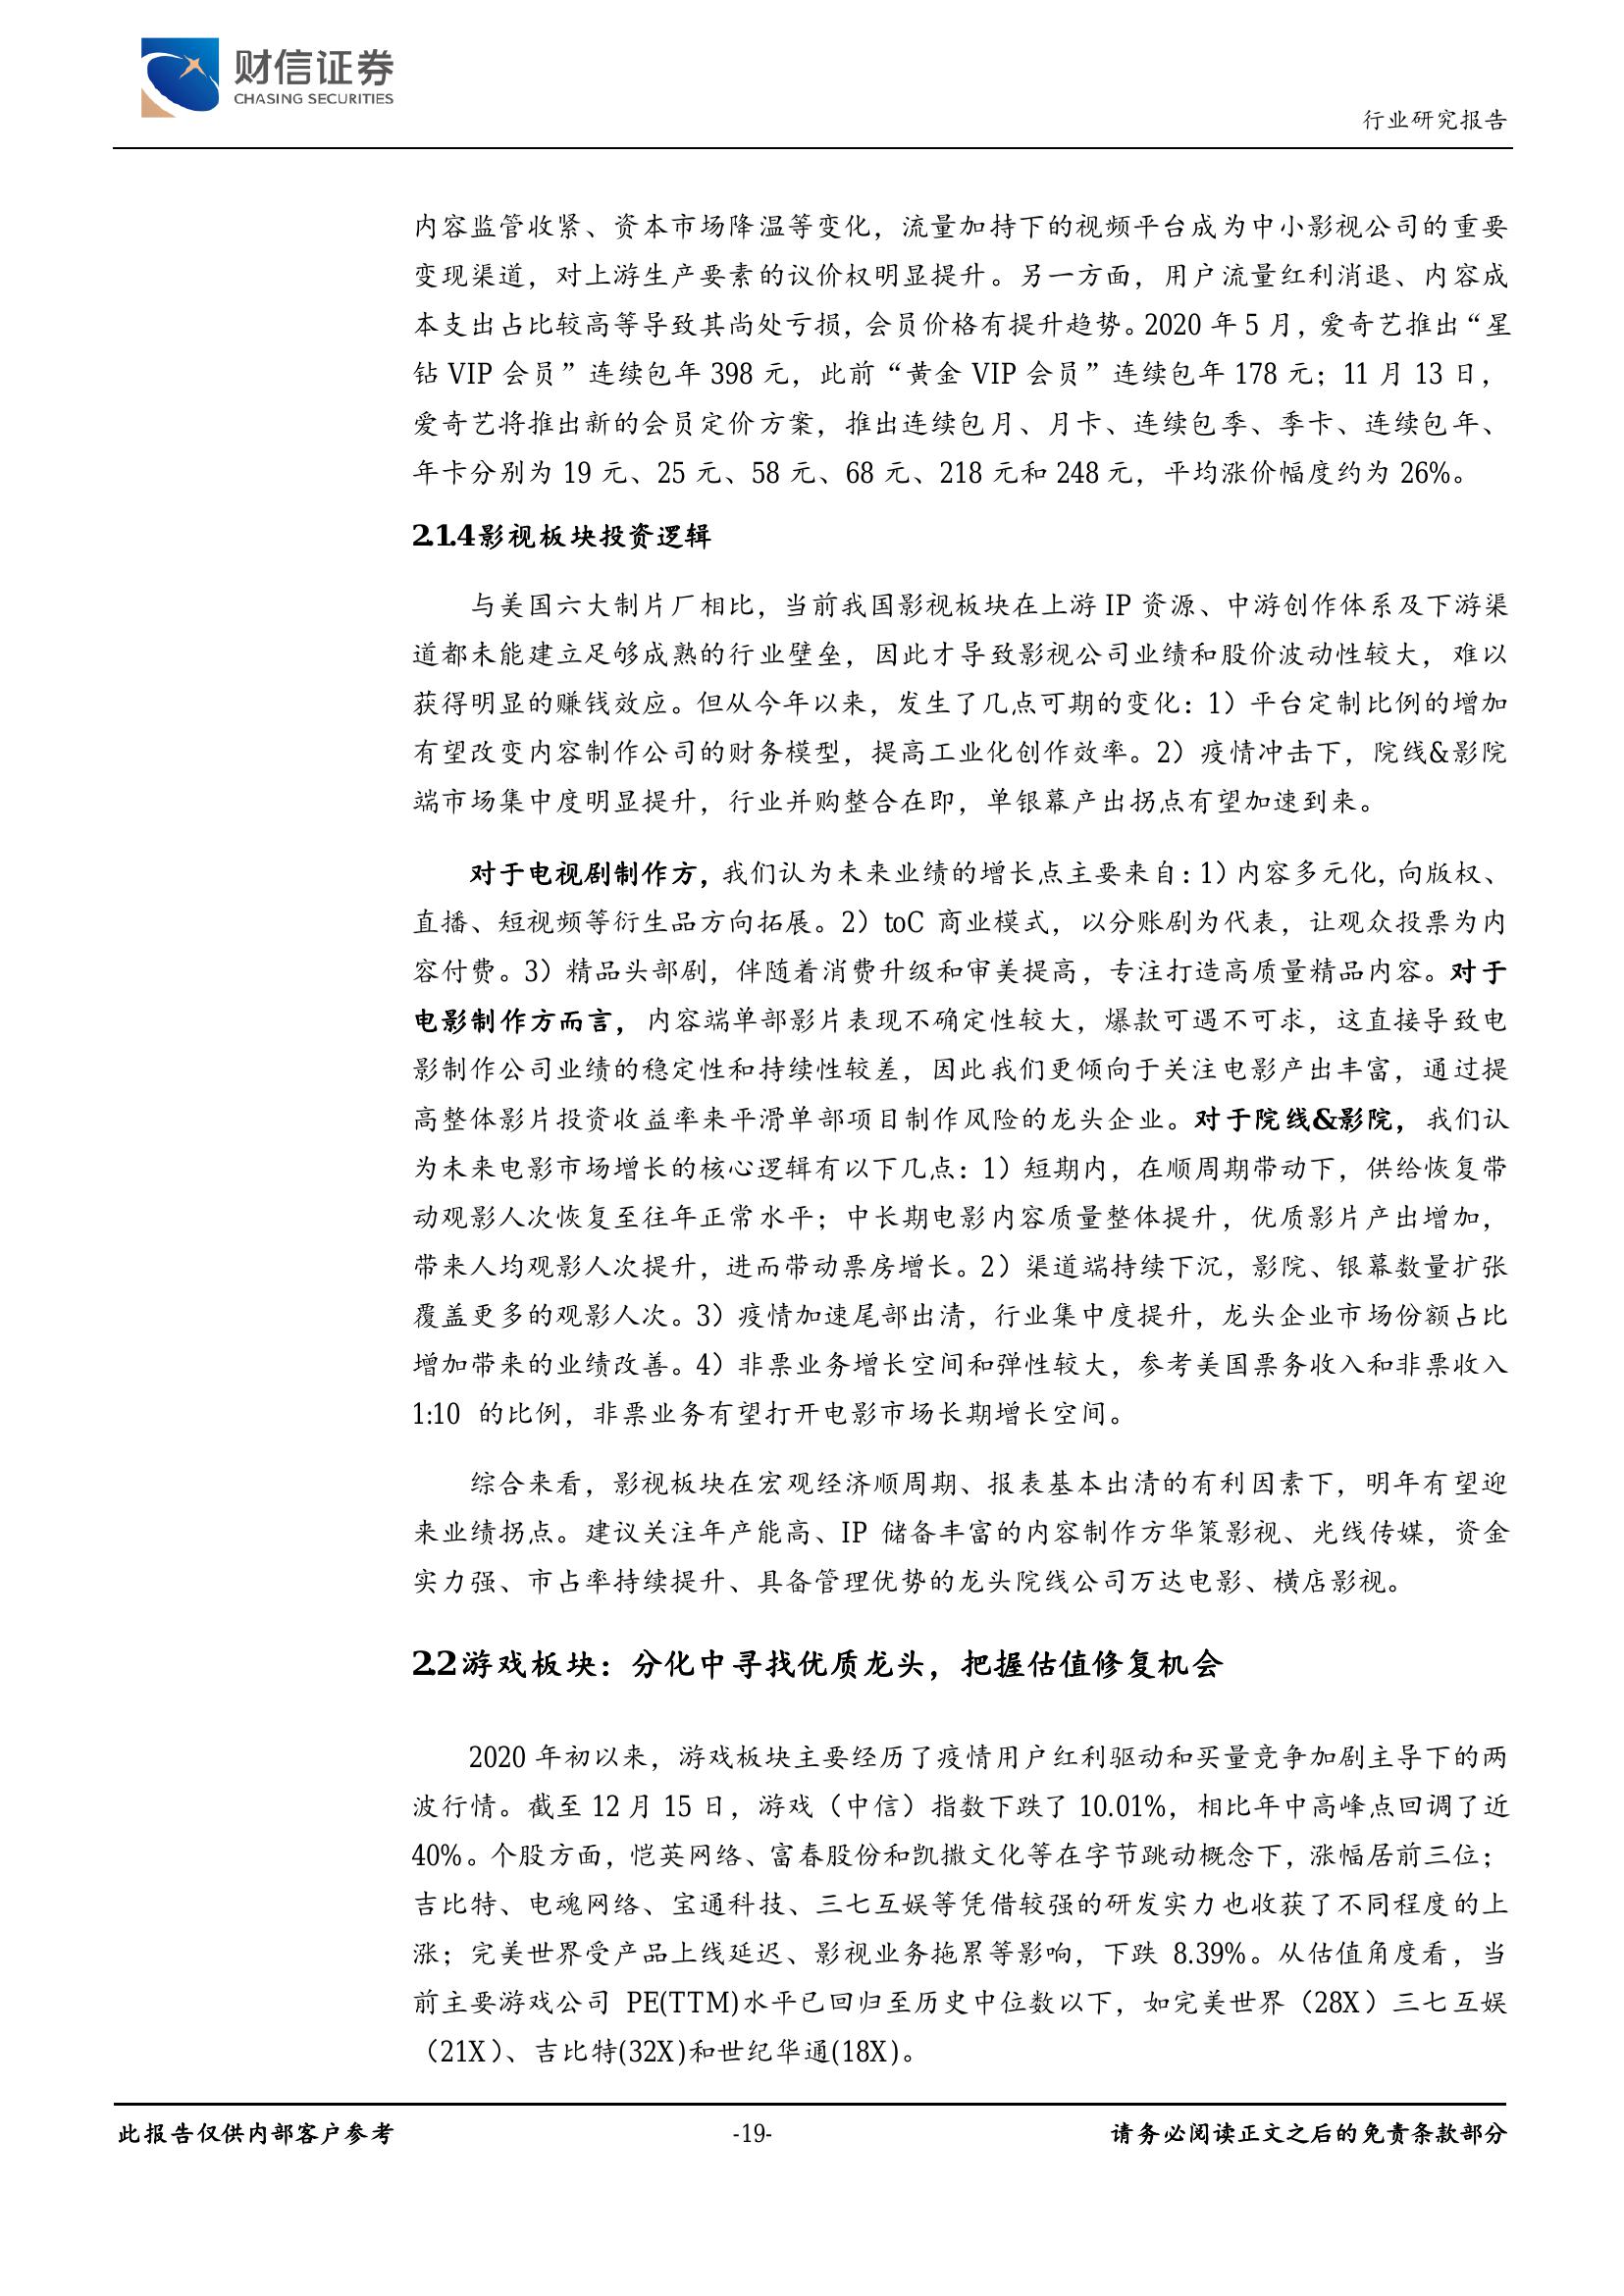 财信证券
CHASING SECURITIES
行业研究报告
内容监管收紧、资本市场降温等变化，流量加持下的视频平台成为中小影视公司的重要
变现渠道，对上游生产要素的议价权明显提升。另一方面，用户流量红利消退、内容成
本支出占比较高等导致其尚处亏损，会员价格有提升趋势。2020 年 5 月，爱奇艺推出“星
钻 VIP 会员”连续包年 398 元，此前“黄金 VIP 会员”连续包年 178 元；11 月 13 日，
爱奇艺将推出新的会员定价方案，推出连续包月、月卡、连续包季、季卡、连续包年、
年卡分别为 19 元、25 元、58 元、68 元、218 元和 248 元，平均涨价幅度约为 26%。
2.1.4 影视板块投资逻辑
与美国六大制片厂相比，当前我国影视板块在上游 IP 资源、中游创作体系及下游渠
道都未能建立足够成熟的行业壁垒，因此才导致影视公司业绩和股价波动性较大，难以
获得明显的赚钱效应。但从今年以来，发生了几点可期的变化：1）平台定制比例的增加
有望改变内容制作公司的财务模型，提高工业化创作效率。2）疫情冲击下，院线&影院
端市场集中度明显提升，行业并购整合在即，单银幕产出拐点有望加速到来。
对于电视剧制作方，我们认为未来业绩的增长点主要来自：1）内容多元化，向版权、
直播、短视频等衍生品方向拓展。2）toC 商业模式，以分账剧为代表，让观众投票为内
容付费。3）精品头部剧，伴随着消费升级和审美提高，专注打造高质量精品内容。对于
电影制作方而言，内容端单部影片表现不确定性较大，爆款可遇不可求，这直接导致电
影制作公司业绩的稳定性和持续性较差，因此我们更倾向于关注电影产出丰富，通过提
高整体影片投资收益率来平滑单部项目制作风险的龙头企业。对于院线&影院，我们认
为未来电影市场增长的核心逻辑有以下几点：1）短期内，在顺周期带动下，供给恢复带
动观影人次恢复至往年正常水平；中长期电影内容质量整体提升，优质影片产出增加，
带来人均观影人次提升，进而带动票房增长。2）渠道端持续下沉，影院、银幕数量扩张
覆盖更多的观影人次。3）疫情加速尾部出清，行业集中度提升，龙头企业市场份额占比
增加带来的业绩改善。4）非票业务增长空间和弹性较大，参考美国票务收入和非票收入
1:10 的比例，非票业务有望打开电影市场长期增长空间。
综合来看，影视板块在宏观经济顺周期、报表基本出清的有利因素下，明年有望迎
来业绩拐点。建议关注年产能高、IP 储备丰富的内容制作方华策影视、光线传媒，资金
实力强、市占率持续提升、具备管理优势的龙头院线公司万达电影、横店影视。
2.2 游戏板块：分化中寻找优质龙头，把握估值修复机会
2020 年初以来，游戏板块主要经历了疫情用户红利驱动和买量竞争加剧主导下的两
波行情。截至 12 月 15 日，游戏（中信）指数下跌了 10.01%，相比年中高峰点回调了近
40%。个股方面，恺英网络、富春股份和凯撒文化等在字节跳动概念下，涨幅居前三位；
吉比特、电魂网络、宝通科技、三七互娱等凭借较强的研发实力也收获了不同程度的上
涨；完美世界受产品上线延迟、影视业务拖累等影响，下跌 8.39%。从估值角度看，当
前主要游戏公司 PE(TTM)水平已回归至历史中位数以下，如完美世界（28X）三七互娱
（21X）、吉比特(32X)和世纪华通(18X)。
此报告仅供内部客户参考
-19-
请务必阅读正文之后的免责条款部分